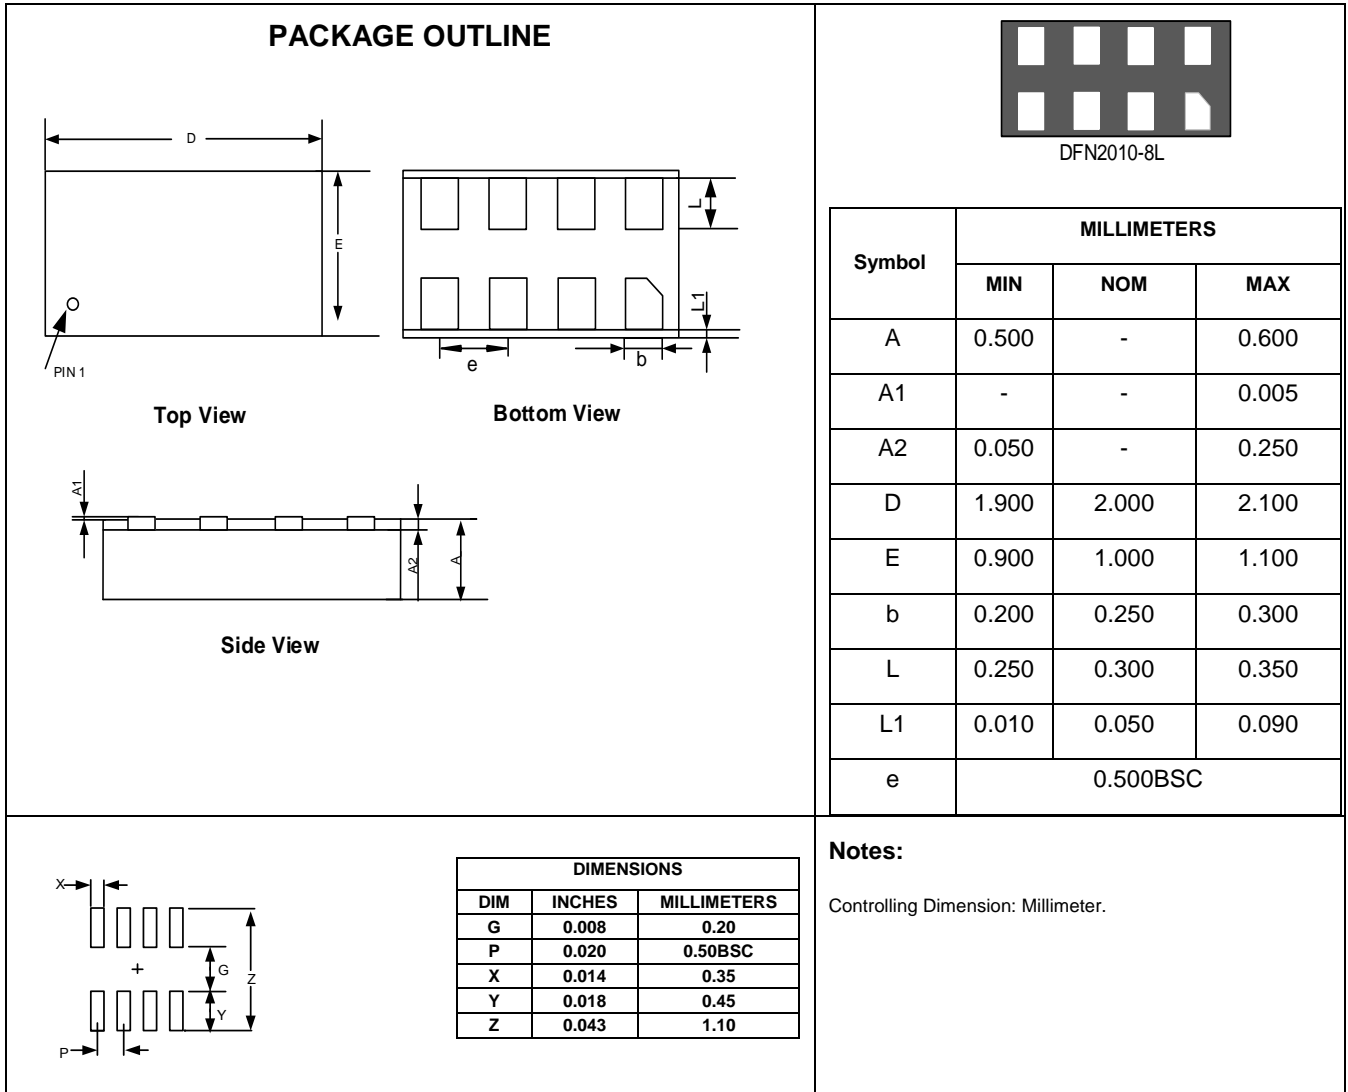 PACKAGE OUTLINE
D
E
PIN 1
Top View
L
L1
e
b
Bottom View
A1
A2
A
Side View
DFN2010-8L
Symbol MILLIMETERS
MIN NOM MAX
A 0.500 - 0.600
A1 - - 0.005
A2 0.050 - 0.250
D 1.900 2.000 2.100
E 0.900 1.000 1.100
b 0.200 0.250 0.300
L 0.250 0.300 0.350
L1 0.010 0.050 0.090
e 0.500BSC
X
G
Z
Y
P
DIMENSIONS
DIM INCHES MILLIMETERS
G 0.008 0.20
P 0.020 0.50BSC
X 0.014 0.35
Y 0.018 0.45
Z 0.043 1.10
Notes:
Controlling Dimension: Millimeter.